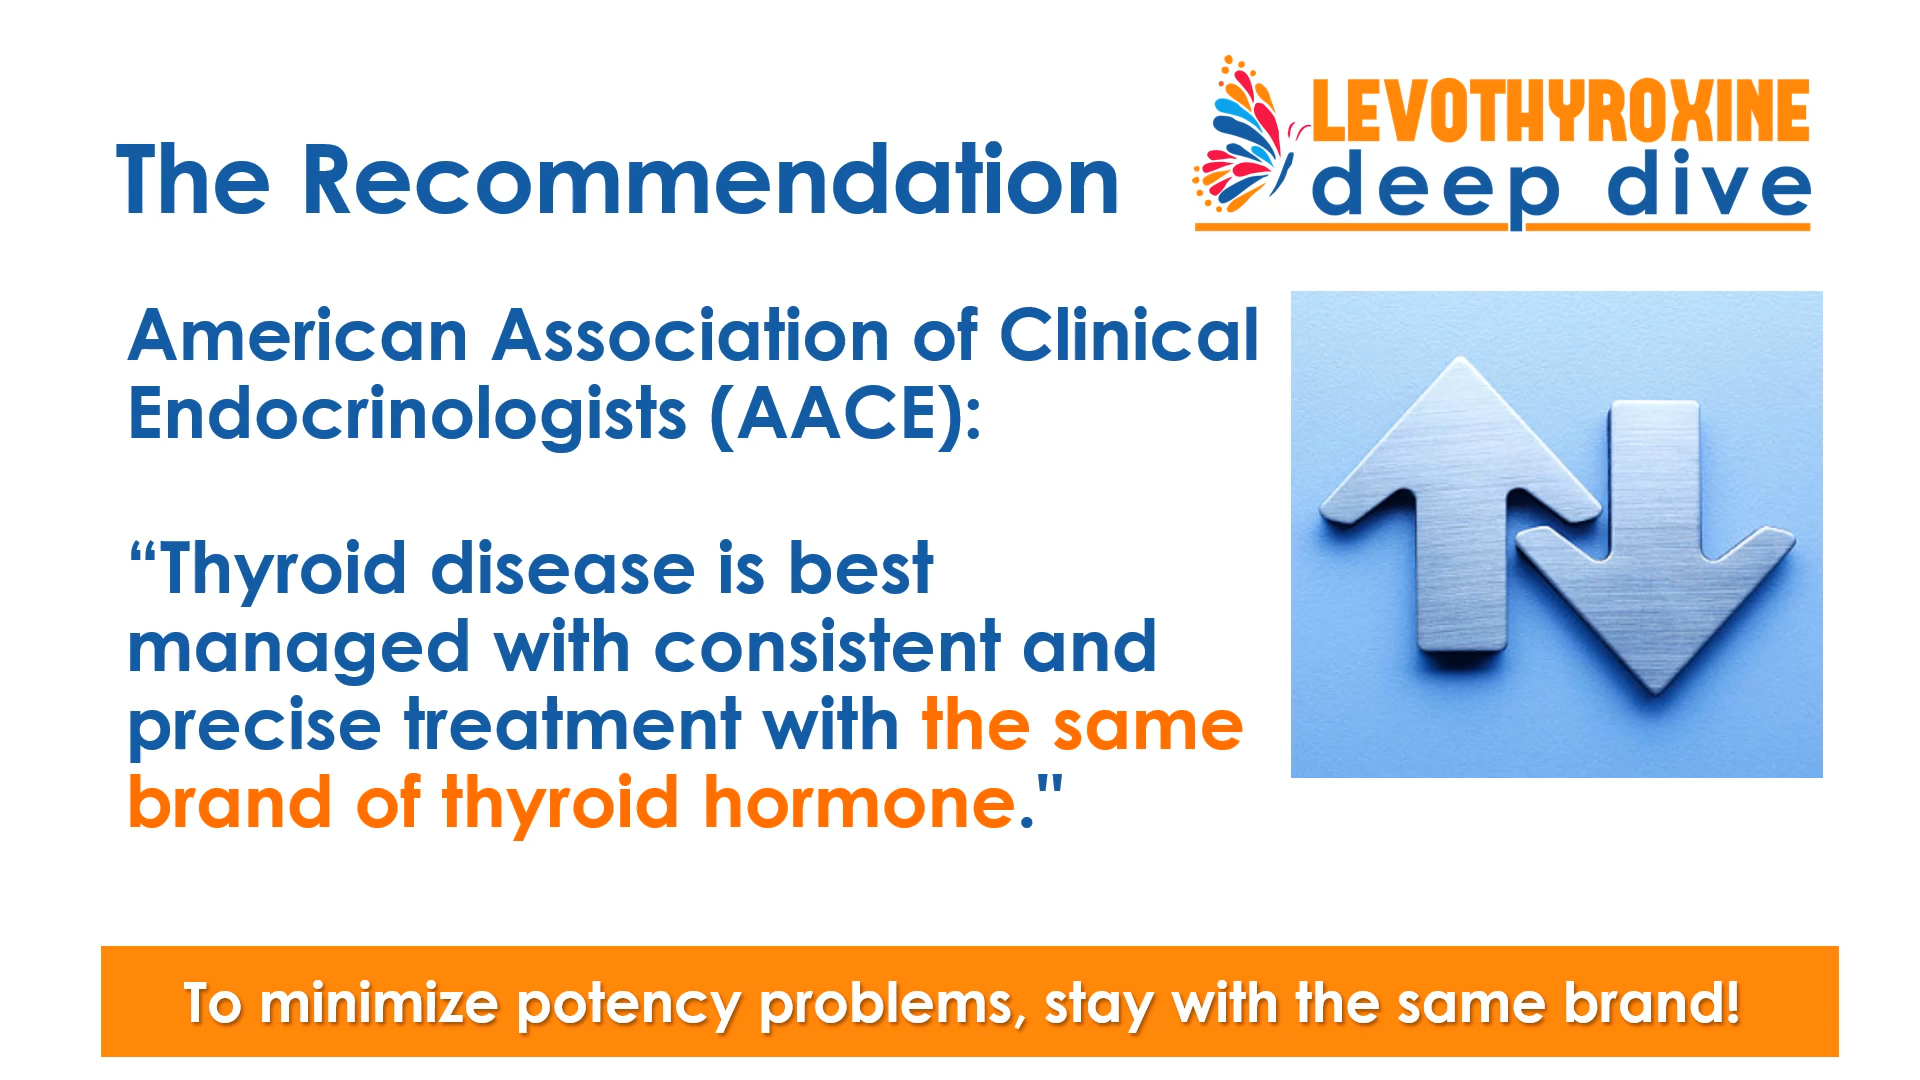 The Recommendation
LEVOTHYROXINE
deep dive
American Association of Clinical
Endocrinologists (AACE):
“Thyroid disease is best
managed with consistent and
precise treatment with the same
brand of thyroid hormone."
To minimize potency problems, stay with the same brand!